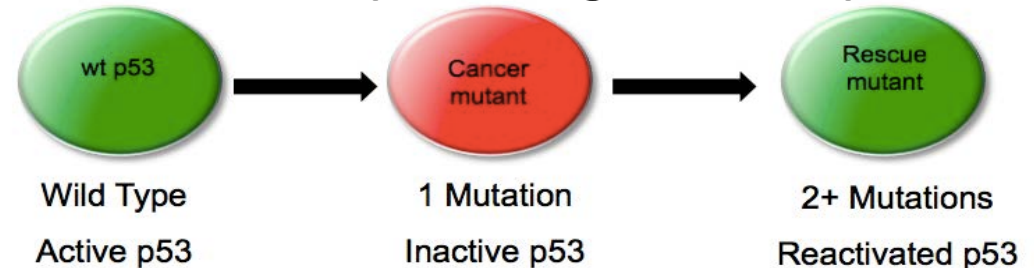 wt p53
Cancer
mutant
Rescue
mutant
Wild Type
1 Mutation
2+ Mutations
Active p53
Inactive p53
Reactivated p53